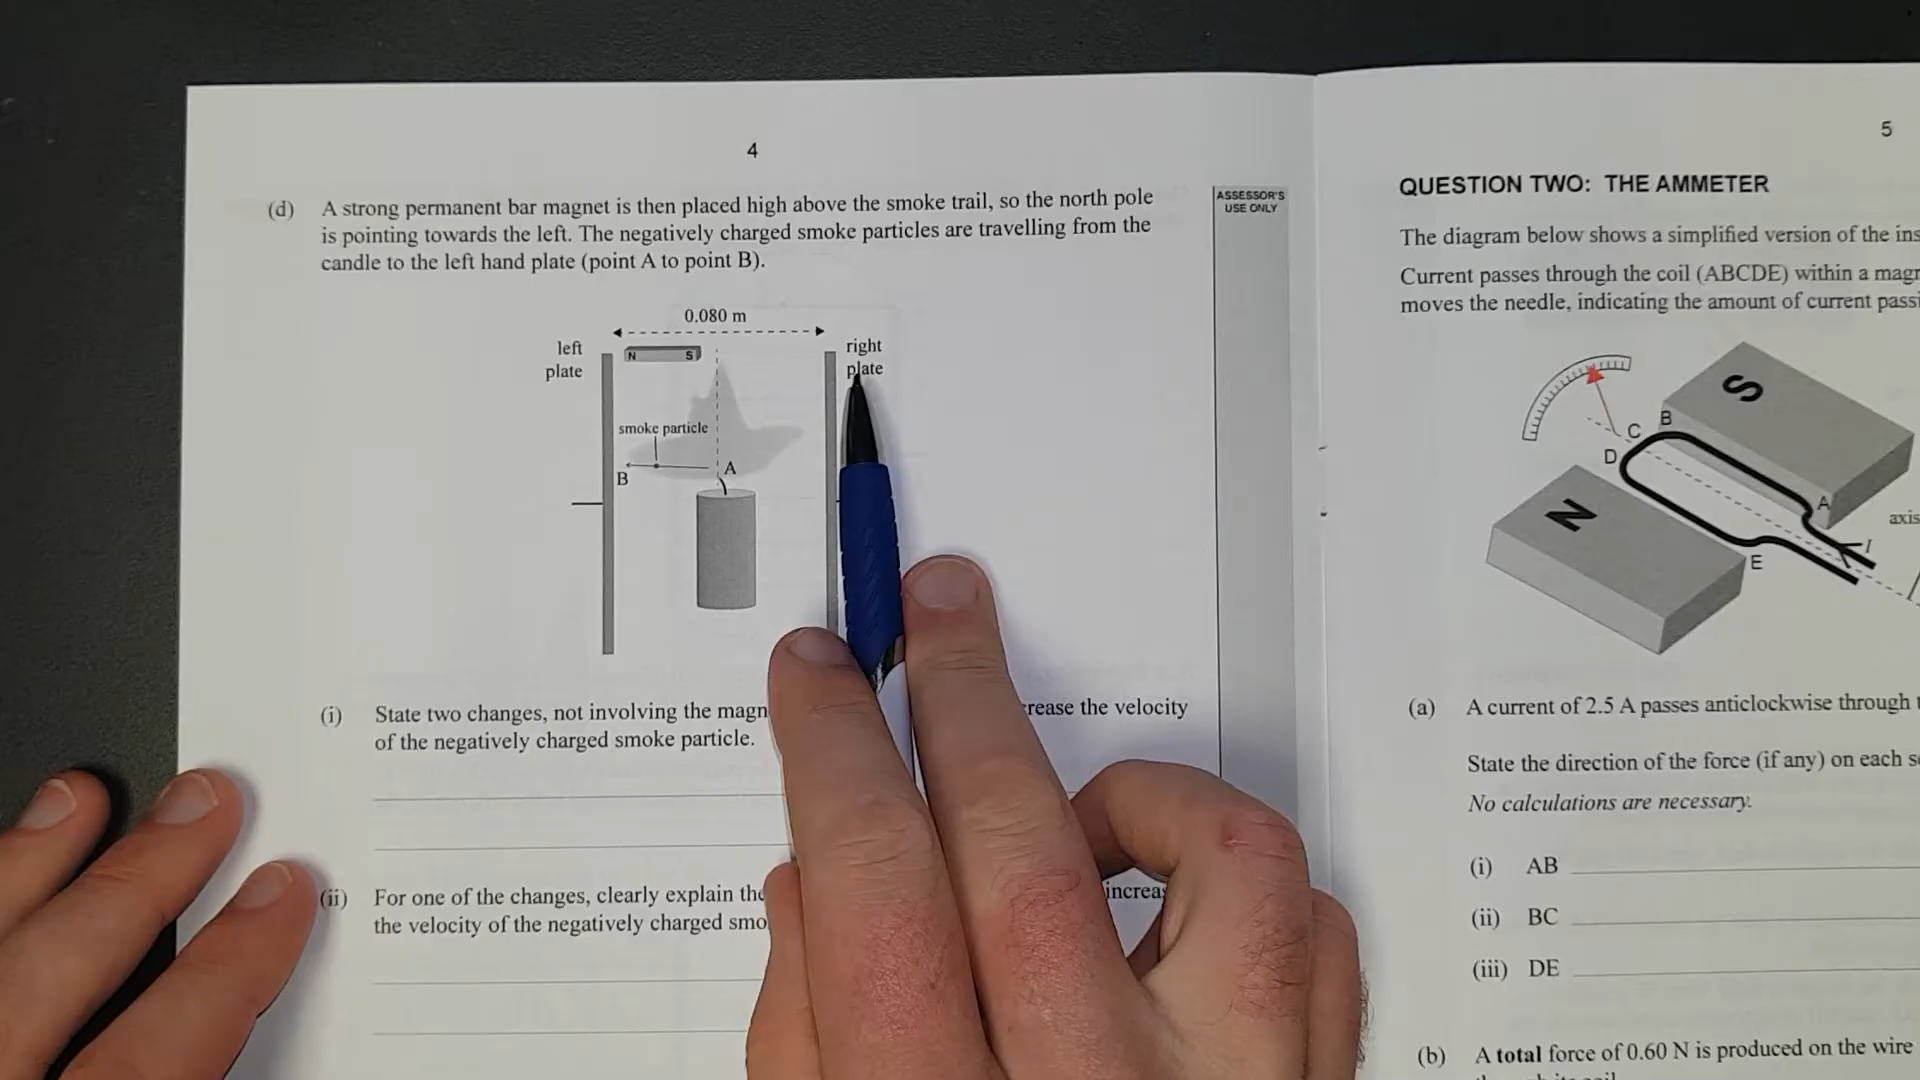 4
(d) A strong permanent bar magnet is then placed high above the smoke trail, so the north pole
is pointing towards the left. The negatively charged smoke particles are travelling from the
candle to the left hand plate (point A to point B).
ASSESSOR'S
USE ONLY
0.080 m
left
plate
N S
right
plate
smoke particle
A
B
(i) State two changes, not involving the magn
rease the velocity
of the negatively charged smoke particle.
(ii) For one of the changes, clearly explain the
increa
the velocity of the negatively charged smo
5
QUESTION TWO: THE AMMETER
The diagram below shows a simplified version of the ins
Current passes through the coil (ABCDE) within a magn
moves the needle, indicating the amount of current passi
S
B
C
D
N
A
axis
I
E
(a) A current of 2.5 A passes anticlockwise through
State the direction of the force (if any) on each s
No calculations are necessary.
(i) AB
(ii) BC
(iii) DE
(b) A total force of 0.60 N is produced on the wire